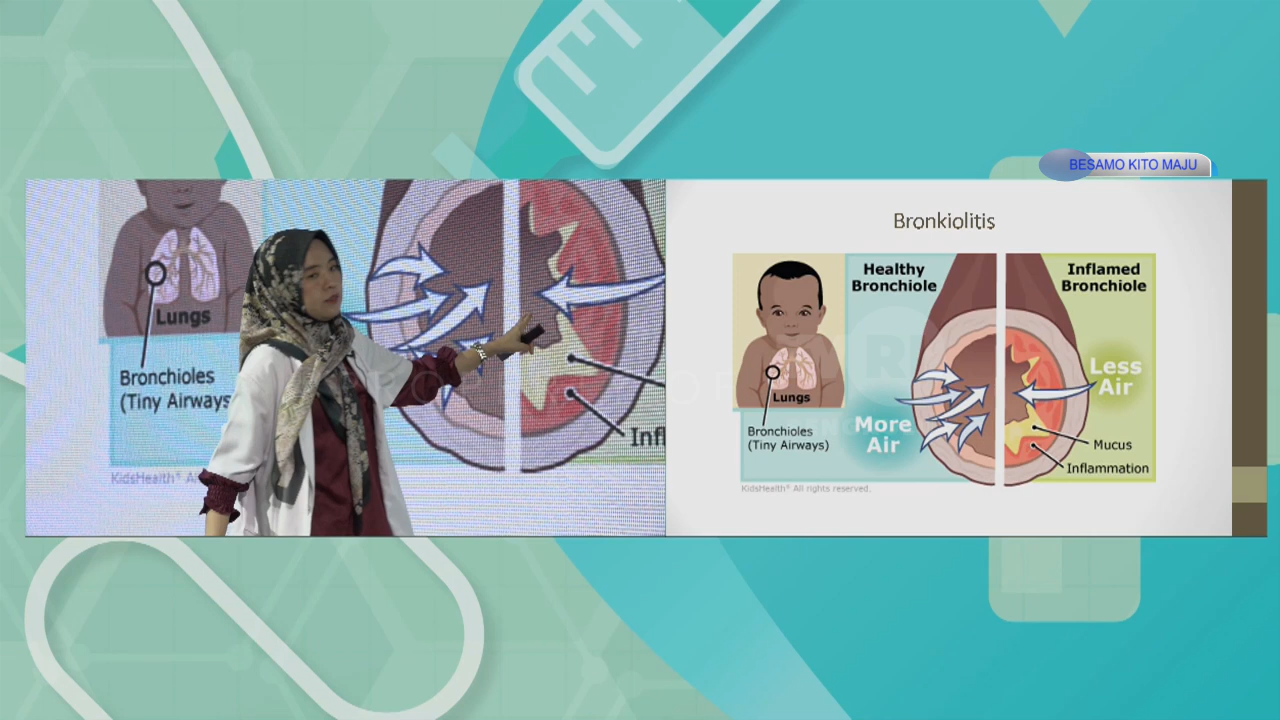 BESAMO KITO MAJU
Lungs
Bronchioles
(Tiny Airways
KidsHealth®
Bronkiolitis
Healthy
Bronchiole
Inflamed
Bronchiole
Lungs
Bronchioles
(Tiny Airways)
More
Air
Less
Air
Mucus
Inflammation
KidsHealth® All rights reserved.